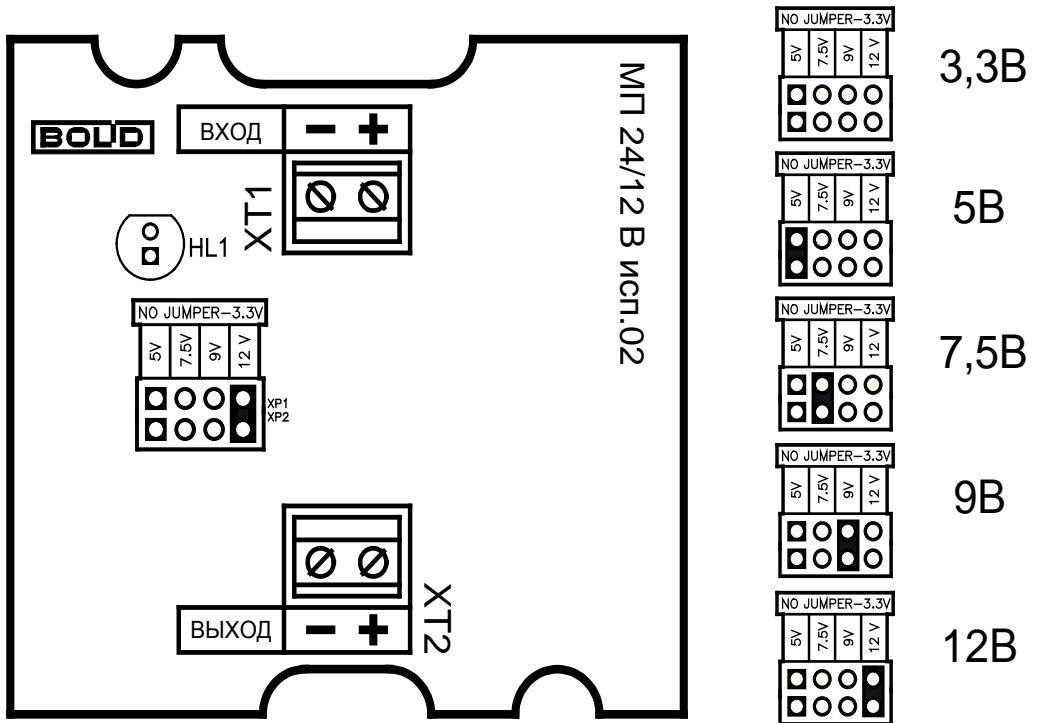 BOLID
ВХОД − +
XT1
HL1
NO JUMPER-3.3V
5V 7.5V 9V 12 V
XP1
XP2
МП 24/12 В исп.02
XT2
ВЫХОД − +
NO JUMPER-3.3V
5V 7.5V 9V 12 V
3,3В
NO JUMPER-3.3V
5V 7.5V 9V 12 V
5В
NO JUMPER-3.3V
5V 7.5V 9V 12 V
7,5В
NO JUMPER-3.3V
5V 7.5V 9V 12 V
9В
NO JUMPER-3.3V
5V 7.5V 9V 12 V
12В